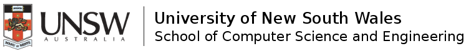 UNSW
AUSTRALIA
University of New South Wales
School of Computer Science and Engineering